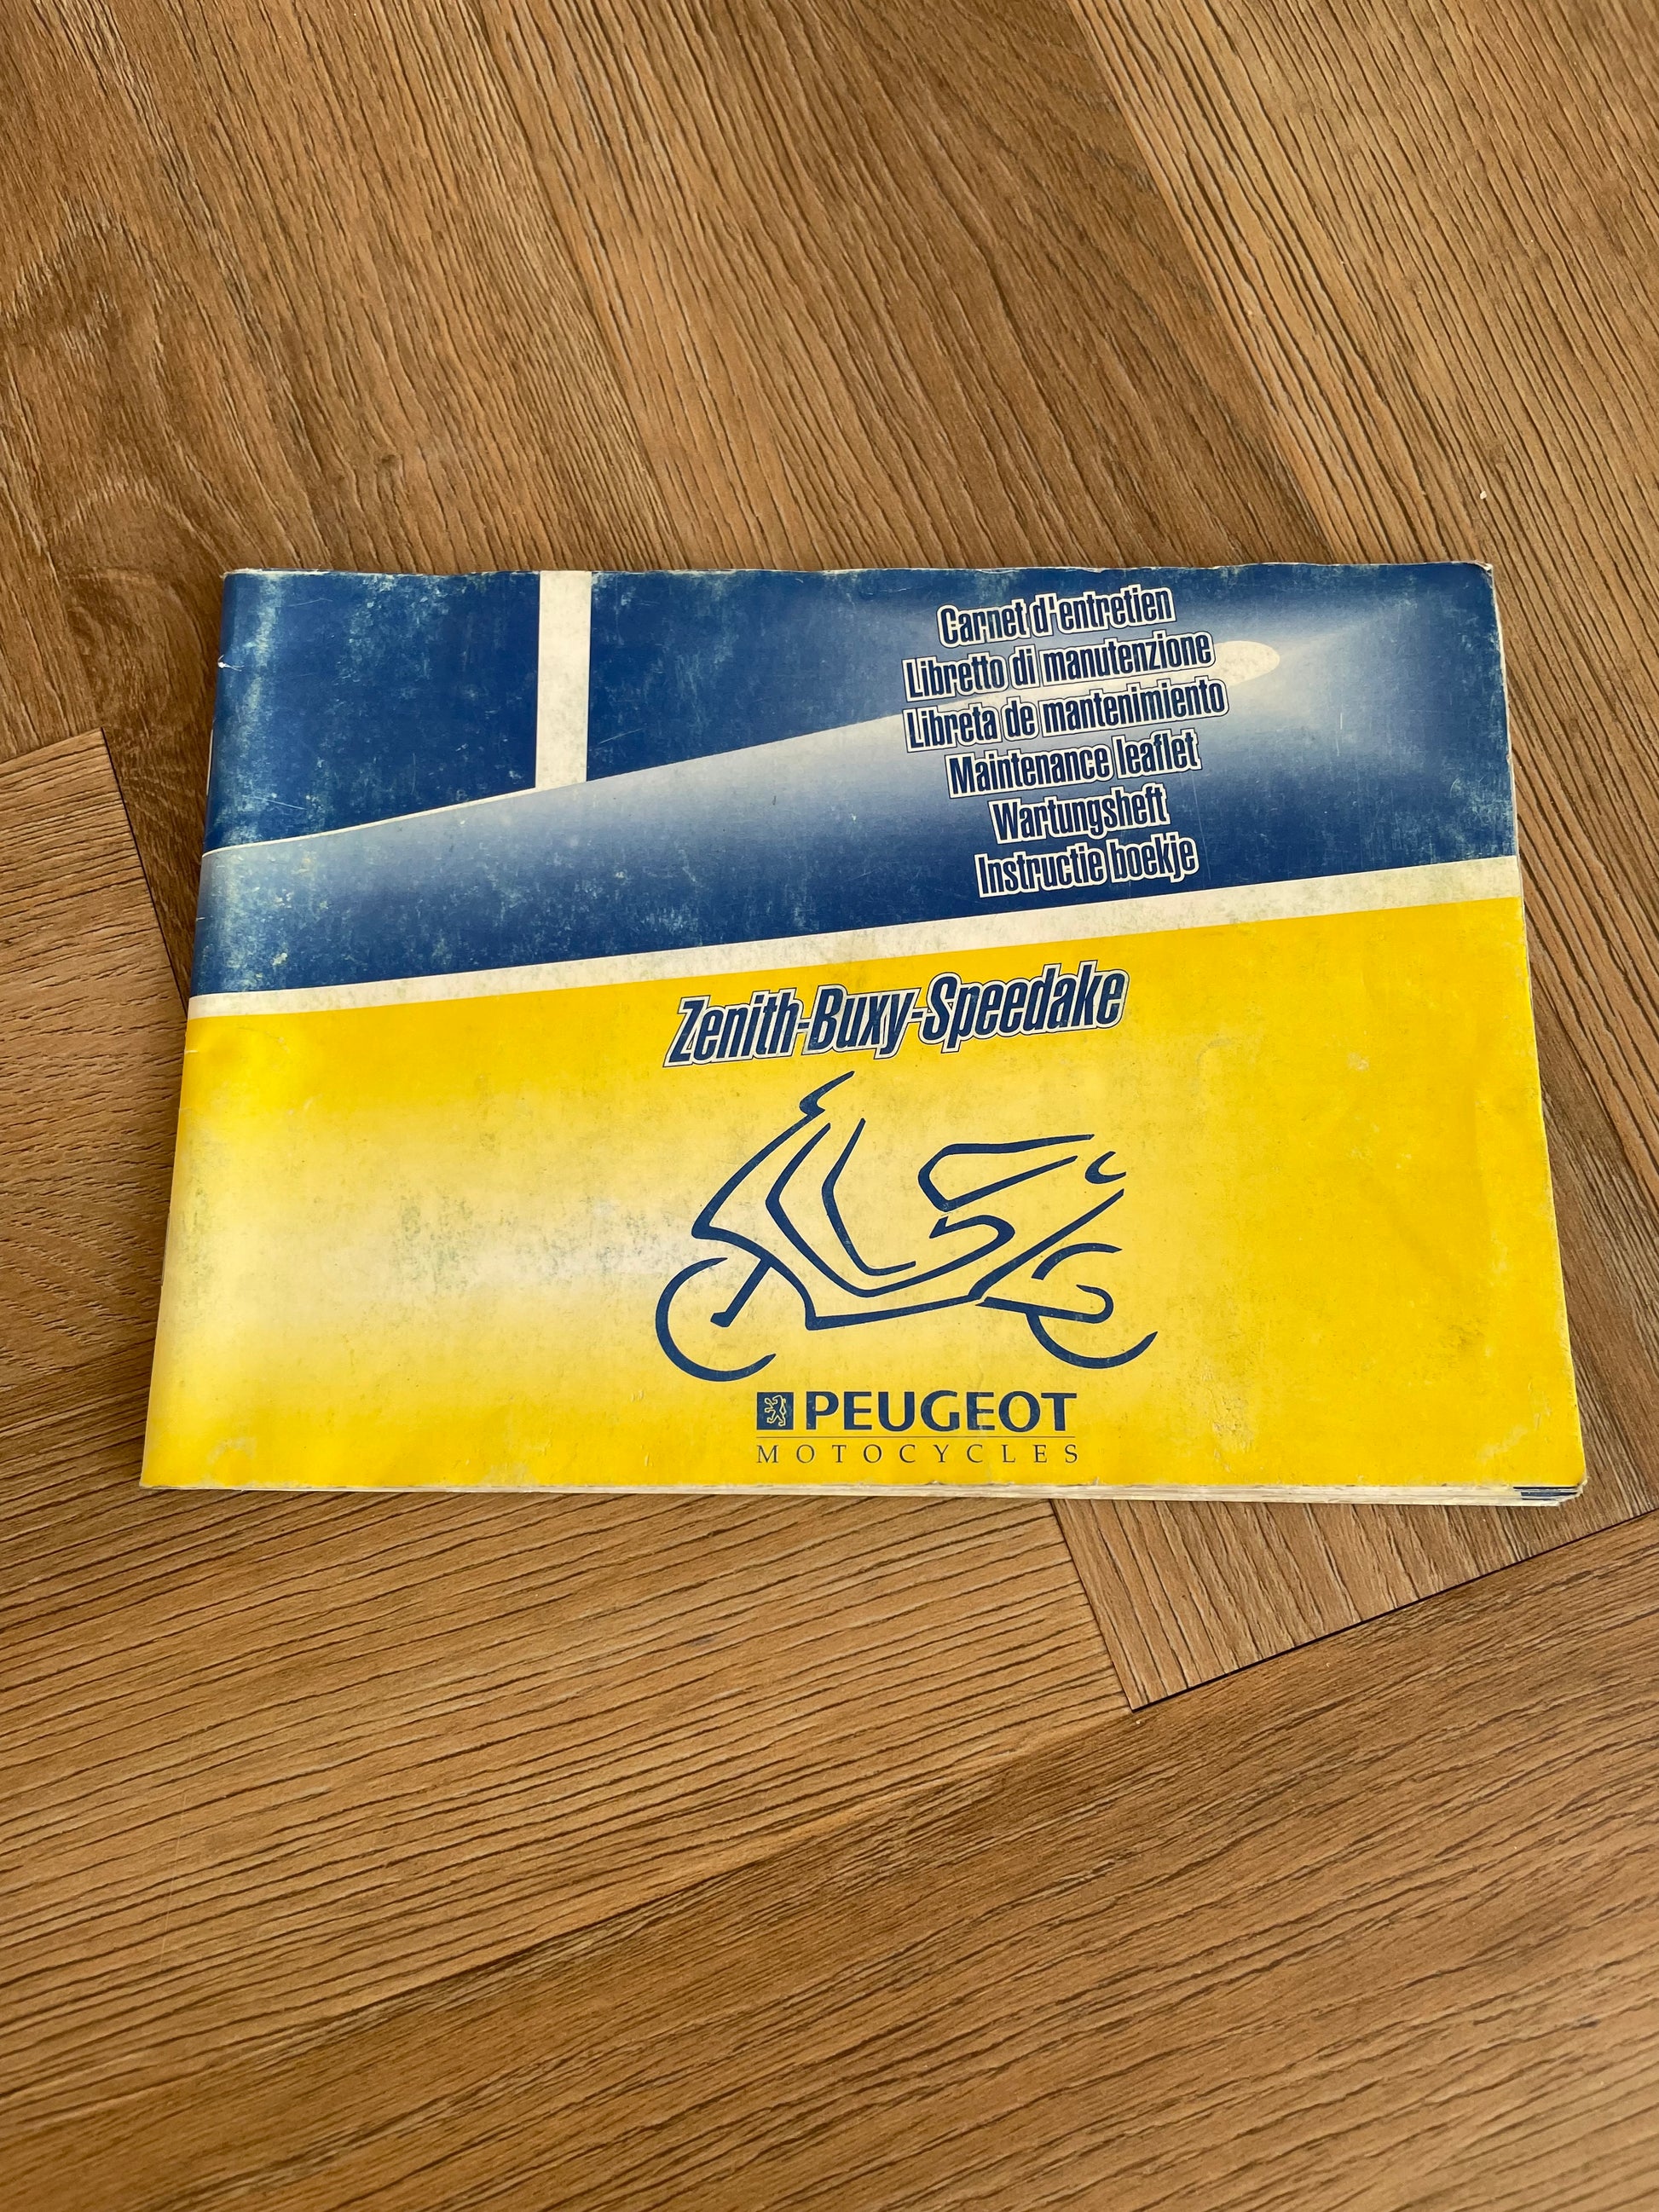 Carnet d'entretien
Libretto di manutenzione
Libreta de mantenimiento
Maintenance leaflet
Wartungsheft
Instructie boekje
Zenith-Buxy-Speedake
PEUGEOT
MOTOCYCLES